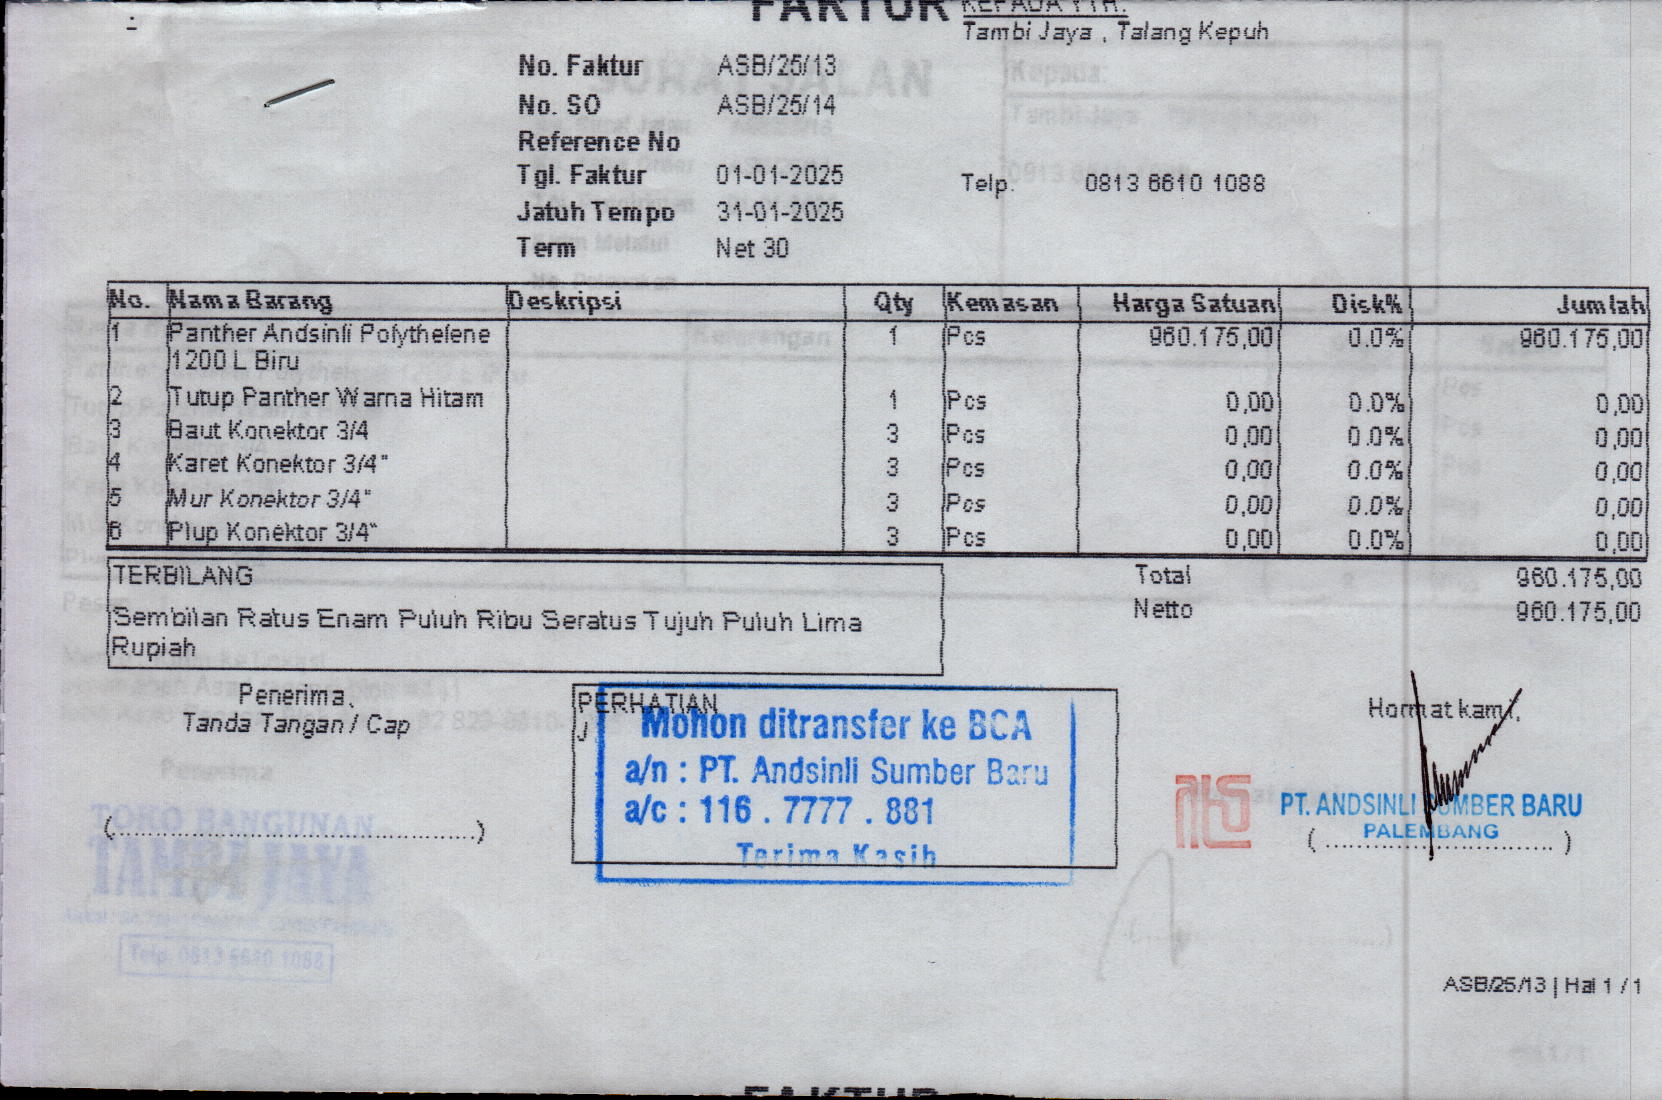 FAKTUR
KEPADA YTH.
Tambi Jaya , Talang Kepuh
No. Faktur ASB/25/13
No. SO ASB/25/14
Reference No
Tgl. Faktur 01-01-2025
Telp. 0813 6610 1088
Jatuh Tempo 31-01-2025
Term Net 30
No. Nama Barang Deskripsi Qty Kemasan Harga Satuan Disk% Jumlah
1 Panther Andsinli Polythelene 1 Pcs 960.175,00 0.0% 960.175,00
1200 L Biru
2 Tutup Panther Warna Hitam 1 Pcs 0,00 0.0% 0,00
3 Baut Konektor 3/4 3 Pcs 0,00 0.0% 0,00
4 Karet Konektor 3/4" 3 Pcs 0,00 0.0% 0,00
5 Mur Konektor 3/4" 3 Pcs 0,00 0.0% 0,00
6 Plup Konektor 3/4" 3 Pcs 0,00 0.0% 0,00
TERBILANG
Sembilan Ratus Enam Puluh Ribu Seratus Tujuh Puluh Lima
Rupiah
Total 960.175,00
Netto 960.175,00
Penerima,
Tanda Tangan / Cap
(................................................)
TOKO BANGUNAN
TAMBI JAYA
Telp. 0813 6610 1088
PERHATIAN
Mohon ditransfer ke BCA
a/n : PT. Andsinli Sumber Baru
a/c : 116 . 7777 . 881
Terima Kasih
Hormat kami,
PT. ANDSINLI SUMBER BARU
PALEMBANG
( ............................. )
ASB/25/13 | Hal 1 / 1
FAKTUR